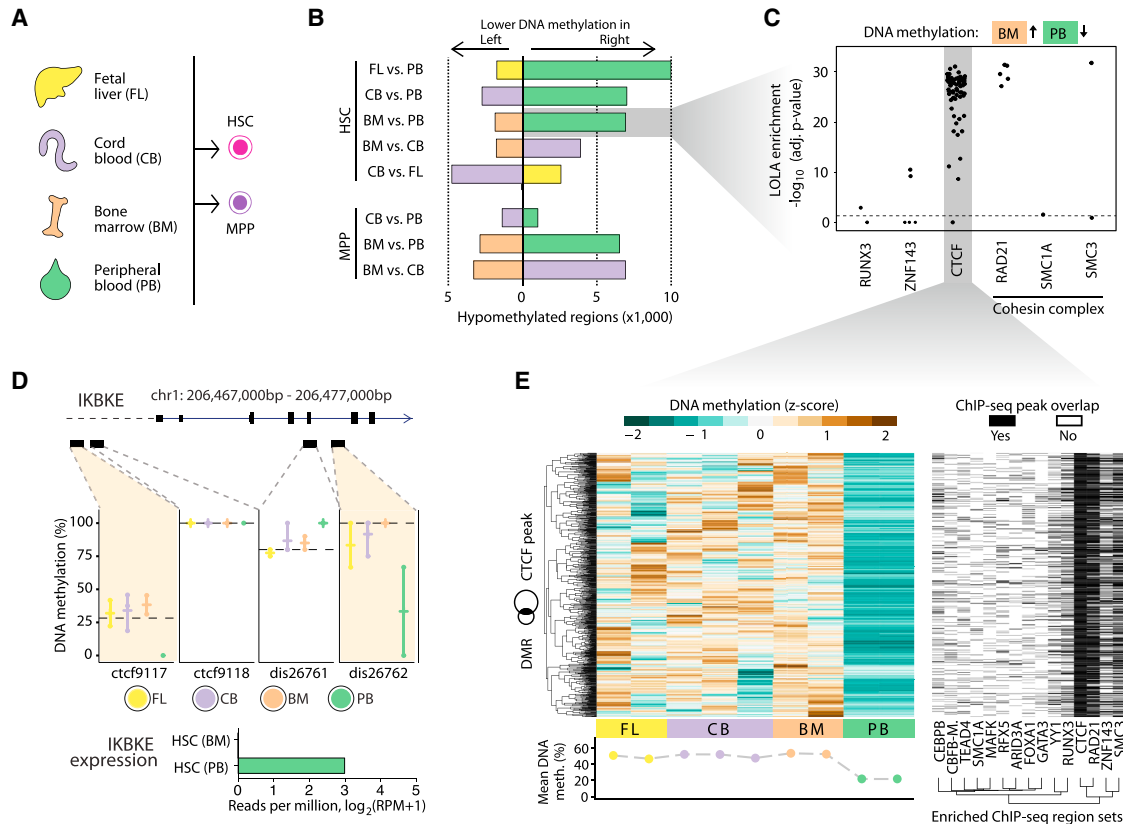 A
Fetal
liver (FL)
Cord
blood (CB)
Bone
marrow (BM)
Peripheral
blood (PB)
HSC
MPP
B
Lower DNA methylation in
Left
Right
HSC
FL vs. PB
CB vs. PB
BM vs. PB
BM vs. CB
CB vs. FL
MPP
CB vs. PB
BM vs. PB
BM vs. CB
5 0 5 10
Hypomethylated regions (x1,000)
C
DNA methylation: BM PB
LOLA enrichment
-log10 (adj. p-value)
30
20
10
0
RUNX3
ZNF143
CTCF
RAD21
SMC1A
SMC3
Cohesin complex
D
IKBKE
chr1: 206,467,000bp - 206,477,000bp
DNA methylation (%)
100
75
50
25
0
ctcf9117
ctcf9118
dis26761
dis26762
FL CB BM PB
IKBKE
expression
HSC (BM)
HSC (PB)
0 1 2 3 4 5
Reads per million, log2(RPM+1)
E
DNA methylation (z-score)
−2 −1 0 1 2
ChIP-seq peak overlap
Yes No
CTCF peak
DMR
FL CB BM PB
Mean DNA
meth. (%)
60
40
20
0
CEBPB
CBFB-M.
TEAD4
SMC1A
MAFK
RFX5
ARID3A
FOXA1
GATA3
YY1
RUNX3
CTCF
RAD21
ZNF143
SMC3
Enriched ChIP-seq region sets